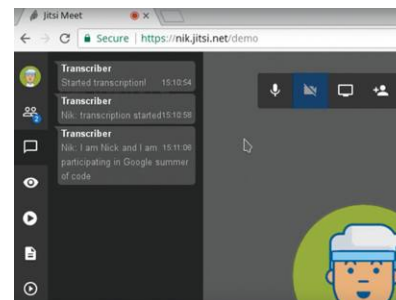 Jitsi Meet
Secure | https://nik.jitsi.net/demo
Transcriber
Started transcription! 15:10:54
Transcriber
Nik: transcription started 15:10:58
Transcriber
Nik: I am Nick and I am 15:11:06
participating in Google summer
of code
2